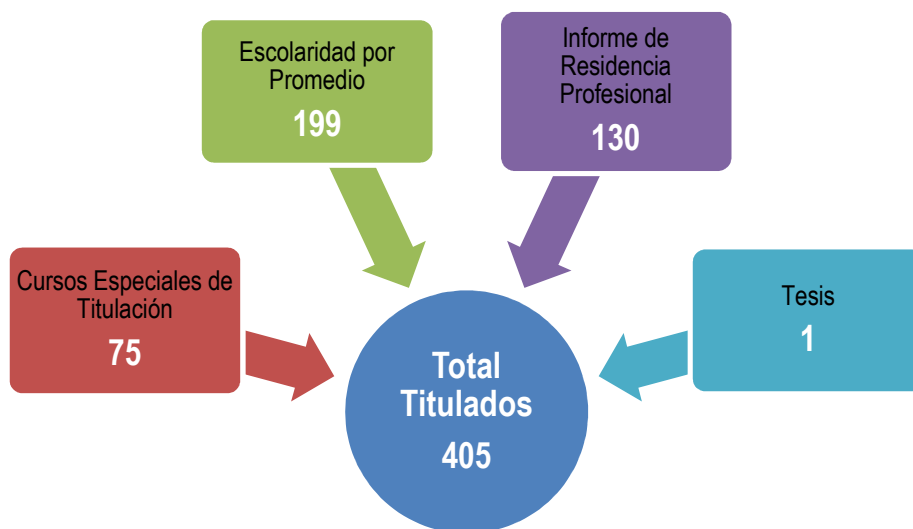 Escolaridad por
Promedio
199
Informe de
Residencia
Profesional
130
Cursos Especiales de
Titulación
75
Tesis
1
Total
Titulados
405